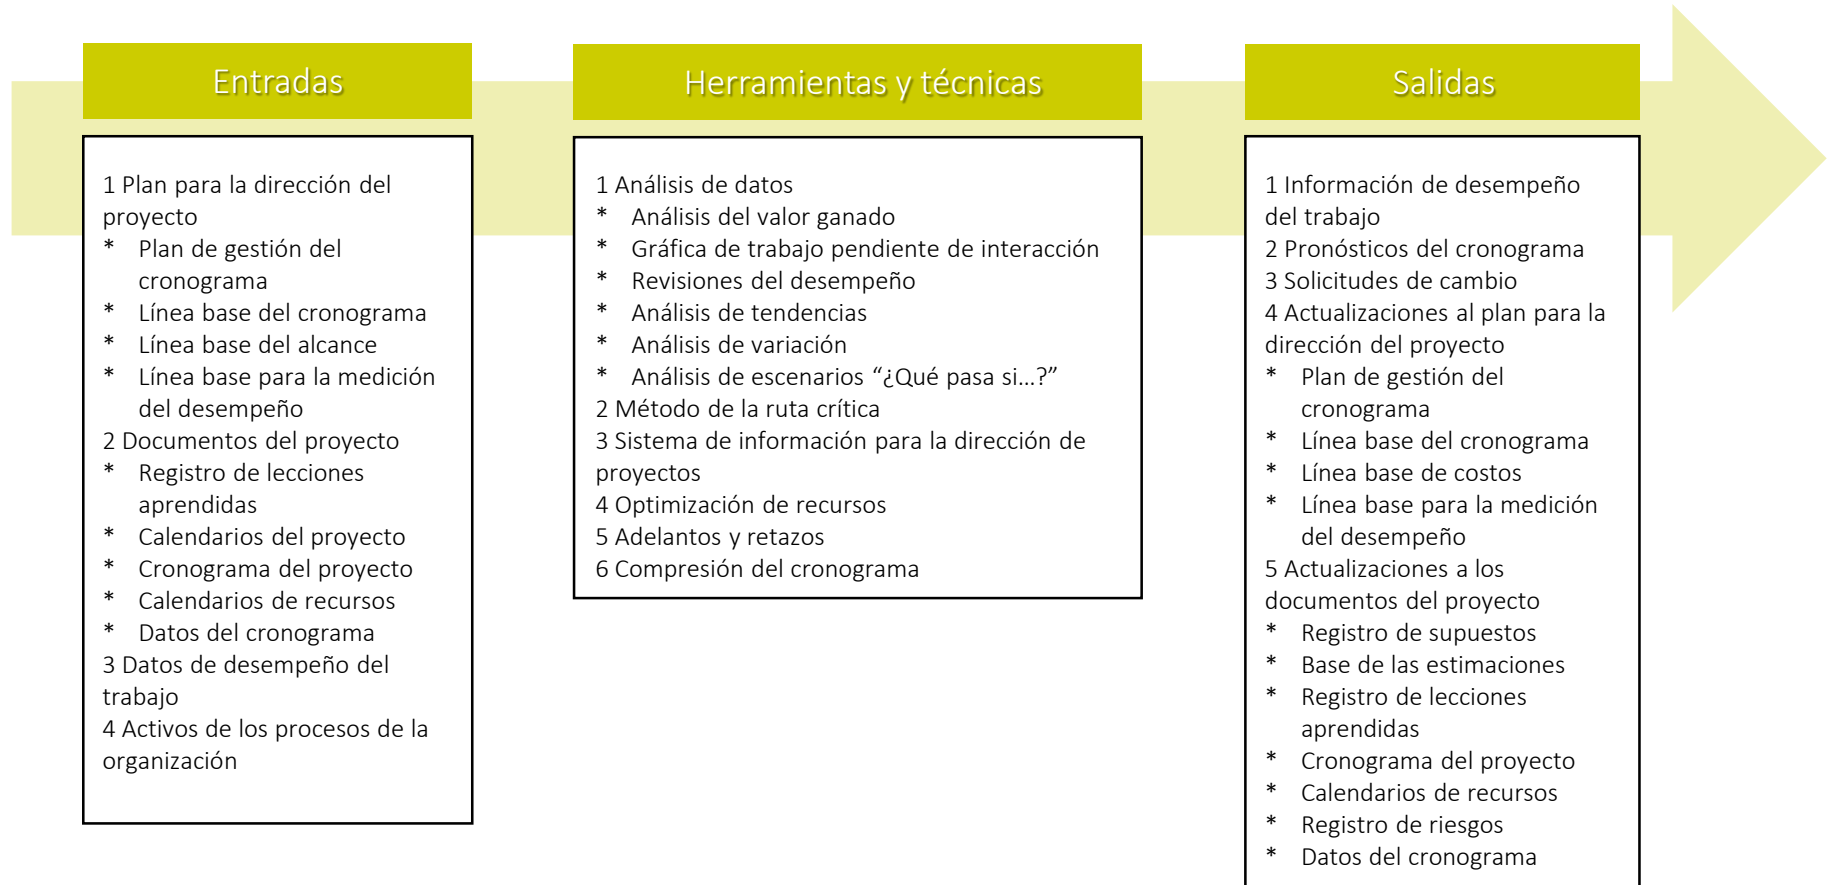 Entradas
1 Plan para la dirección del
proyecto
* Plan de gestión del
cronograma
* Línea base del cronograma
* Línea base del alcance
* Línea base para la medición
del desempeño
2 Documentos del proyecto
* Registro de lecciones
aprendidas
* Calendarios del proyecto
* Cronograma del proyecto
* Calendarios de recursos
* Datos del cronograma
3 Datos de desempeño del
trabajo
4 Activos de los procesos de la
organización
Herramientas y técnicas
1 Análisis de datos
* Análisis del valor ganado
* Gráfica de trabajo pendiente de interacción
* Revisiones del desempeño
* Análisis de tendencias
* Análisis de variación
* Análisis de escenarios “¿Qué pasa si…?”
2 Método de la ruta crítica
3 Sistema de información para la dirección de
proyectos
4 Optimización de recursos
5 Adelantos y retazos
6 Compresión del cronograma
Salidas
1 Información de desempeño
del trabajo
2 Pronósticos del cronograma
3 Solicitudes de cambio
4 Actualizaciones al plan para la
dirección del proyecto
* Plan de gestión del
cronograma
* Línea base del cronograma
* Línea base de costos
* Línea base para la medición
del desempeño
5 Actualizaciones a los
documentos del proyecto
* Registro de supuestos
* Base de las estimaciones
* Registro de lecciones
aprendidas
* Cronograma del proyecto
* Calendarios de recursos
* Registro de riesgos
* Datos del cronograma